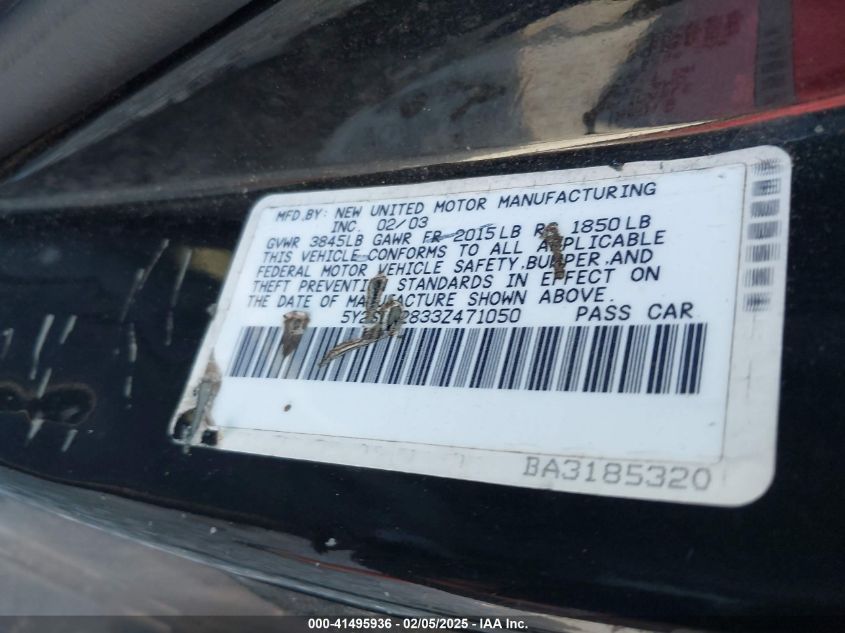 MFD.BY: NEW UNITED MOTOR MANUFACTURING
INC. 02/03
GVWR 3845LB GAWR FR 2015LB RR 1850LB
THIS VEHICLE CONFORMS TO ALL APPLICABLE
FEDERAL MOTOR VEHICLE SAFETY,BUMPER,AND
THEFT PREVENTION STANDARDS IN EFFECT ON
THE DATE OF MANUFACTURE SHOWN ABOVE.
2833Z471050 PASS CAR
BA3185320
000-41495936 - 02/05/2025 - IAA Inc.